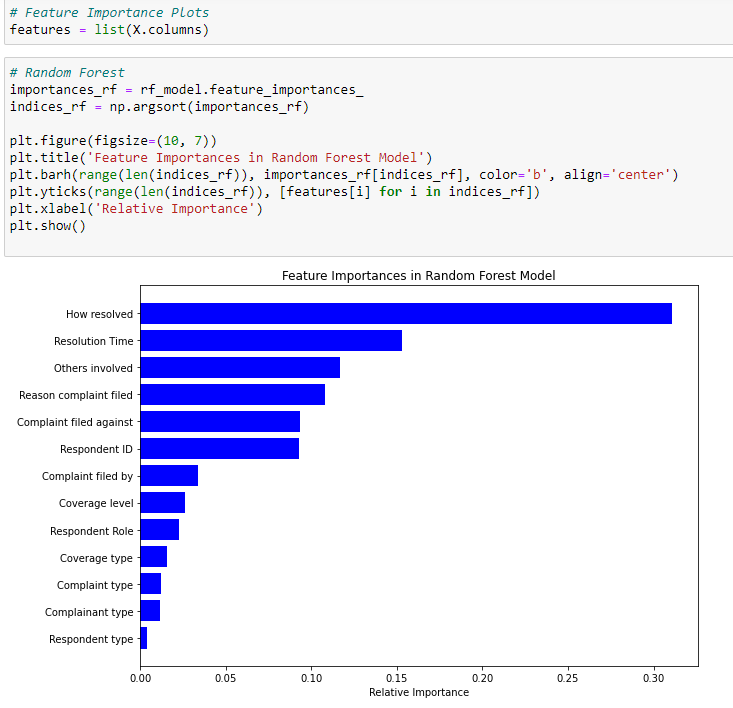 # Feature Importance Plots
features = list(X.columns)
# Random Forest
importances_rf = rf_model.feature_importances_
indices_rf = np.argsort(importances_rf)
plt.figure(figsize=(10, 7))
plt.title('Feature Importances in Random Forest Model')
plt.barh(range(len(indices_rf)), importances_rf[indices_rf], color='b', align='center')
plt.yticks(range(len(indices_rf)), [features[i] for i in indices_rf])
plt.xlabel('Relative Importance')
plt.show()
Feature Importances in Random Forest Model
How resolved
Resolution Time
Others involved
Reason complaint filed
Complaint filed against
Respondent ID
Complaint filed by
Coverage level
Respondent Role
Coverage type
Complaint type
Complainant type
Respondent type
0.00 0.05 0.10 0.15 0.20 0.25 0.30
Relative Importance